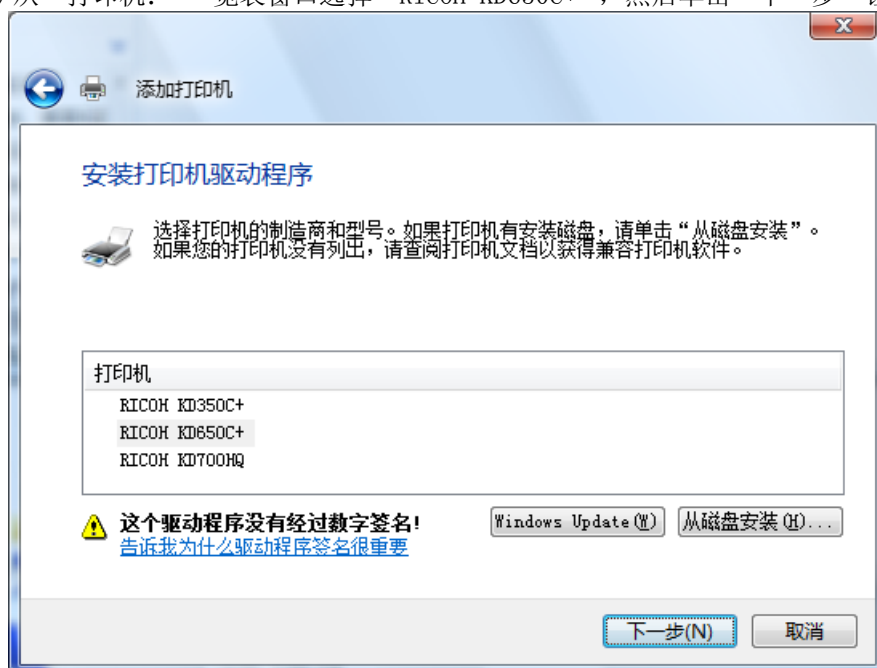 添加打印机
安装打印机驱动程序
选择打印机的制造商和型号。如果打印机有安装磁盘，请单击“从磁盘安装”。
如果您的打印机没有列出，请查阅打印机文档以获得兼容打印机软件。
打印机
RICOH KD350C+
RICOH KD650C+
RICOH KD700HQ
这个驱动程序没有经过数字签名!
Windows Update(W)
从磁盘安装(H)...
告诉我为什么驱动程序签名很重要
下一步(N)
取消